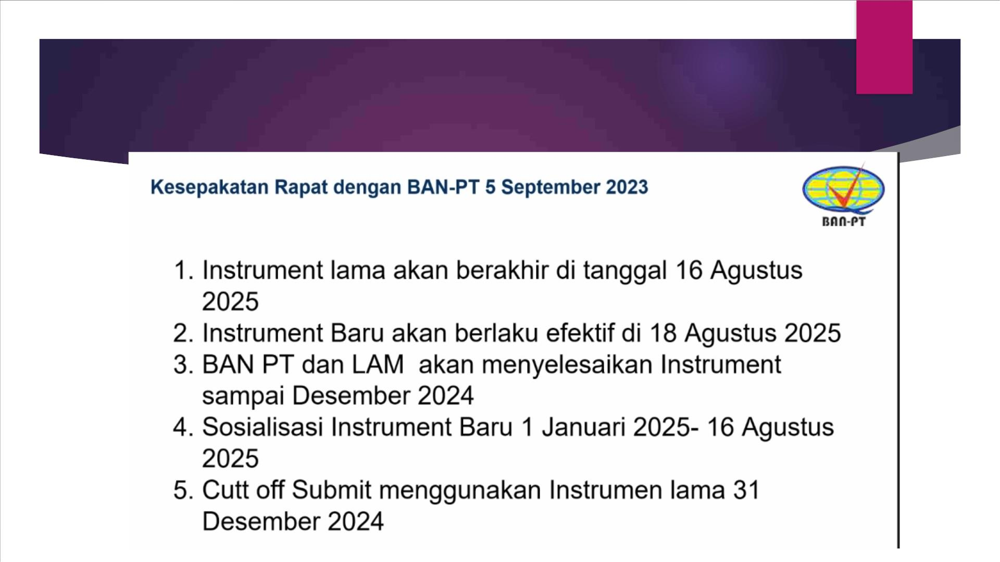 Kesepakatan Rapat dengan BAN-PT 5 September 2023
BAN-PT
1. Instrument lama akan berakhir di tanggal 16 Agustus
2025
2. Instrument Baru akan berlaku efektif di 18 Agustus 2025
3. BAN PT dan LAM  akan menyelesaikan Instrument
sampai Desember 2024
4. Sosialisasi Instrument Baru 1 Januari 2025- 16 Agustus
2025
5. Cutt off Submit menggunakan Instrumen lama 31
Desember 2024